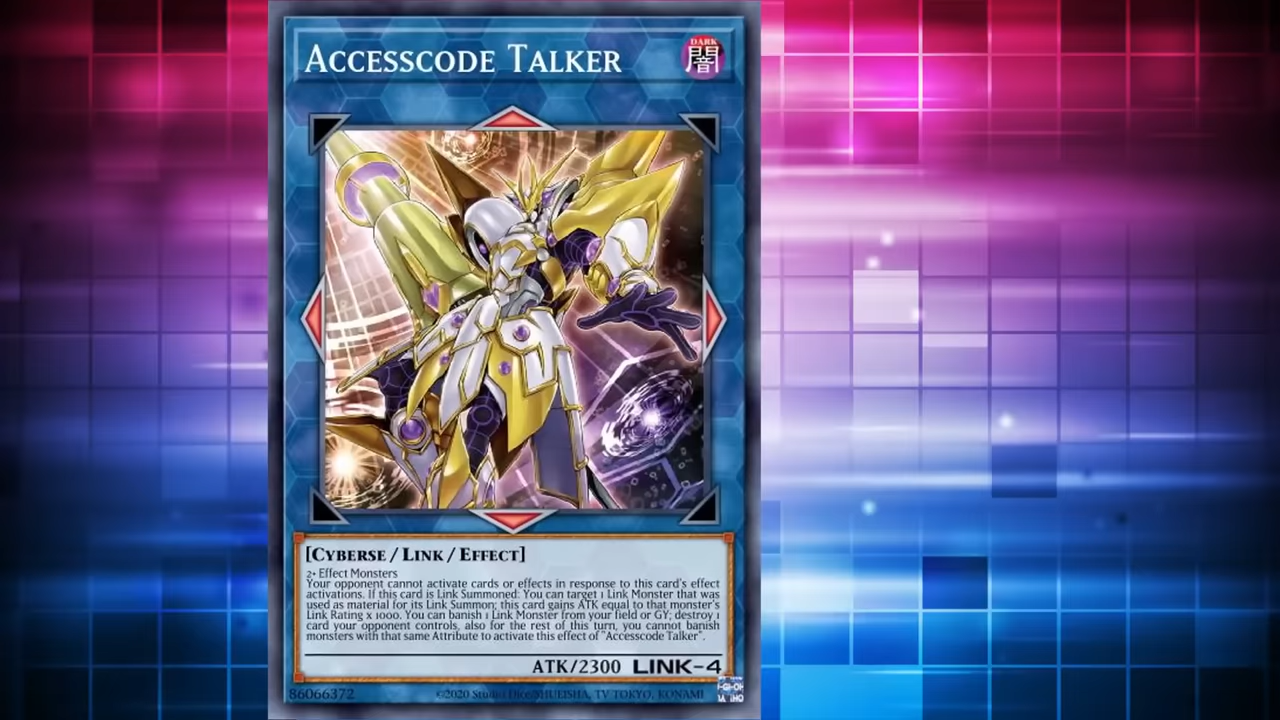 Accesscode Talker
DARK
闇
[Cyberse / Link / Effect]
2+ Effect Monsters
Your opponent cannot activate cards or effects in response to this card's effect
activations. If this card is Link Summoned: You can target 1 Link Monster that was
used as material for its Link Summon; this card gains ATK equal to that monster's
Link Rating x 1000. You can banish 1 Link Monster from your field or GY; destroy 1
card your opponent controls, also for the rest of this turn, you cannot banish
monsters with that same Attribute to activate this effect of "Accesscode Talker".
ATK/2300 LINK-4
86066372 ©2020 Studio Dice/SHUEISHA, TV TOKYO, KONAMI